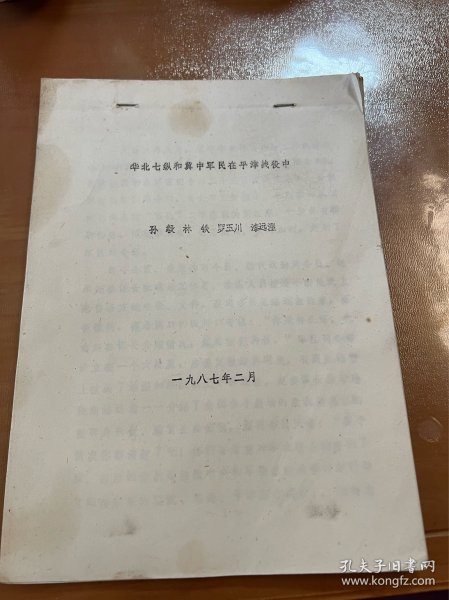 华北七纵和冀中军民在平津战役中
孙毅 林铁 罗玉川
一九八七年二月
孔夫子旧书网
www.kongfz.com